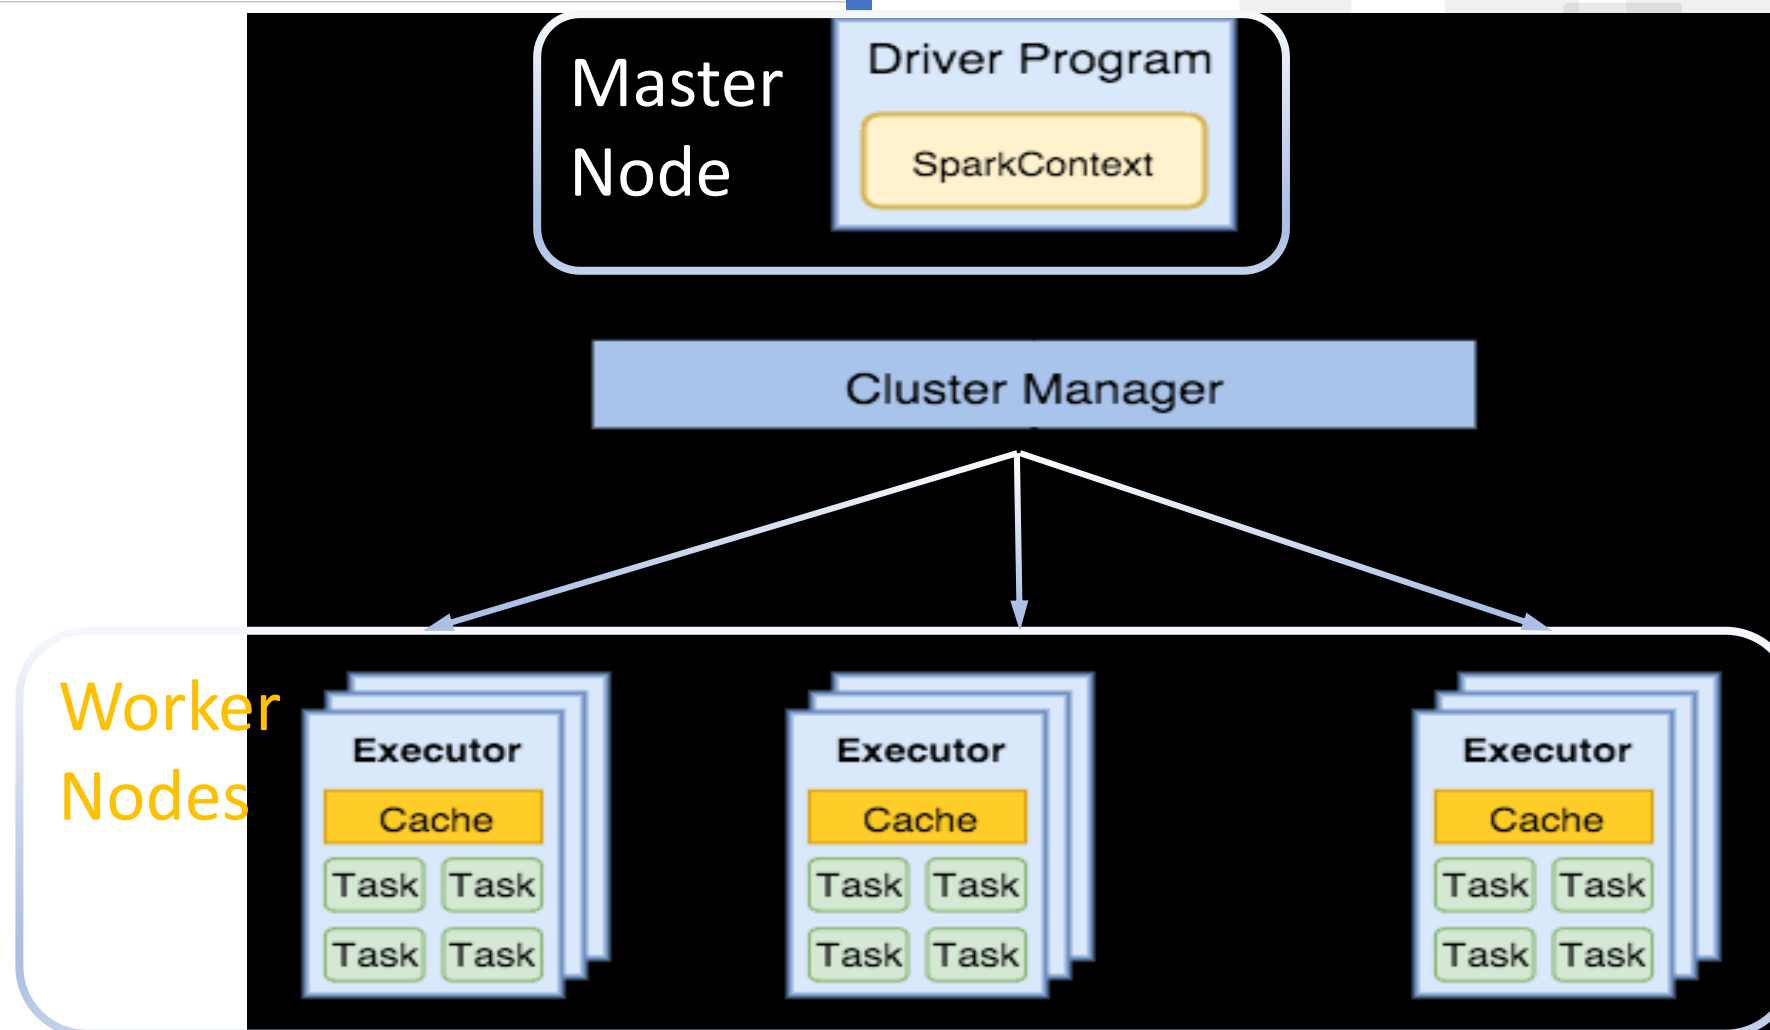 Master
Node
Driver Program
SparkContext
Cluster Manager
Worker
Nodes
Executor
Cache
Task Task
Task Task
Executor
Cache
Task Task
Task Task
Executor
Cache
Task Task
Task Task